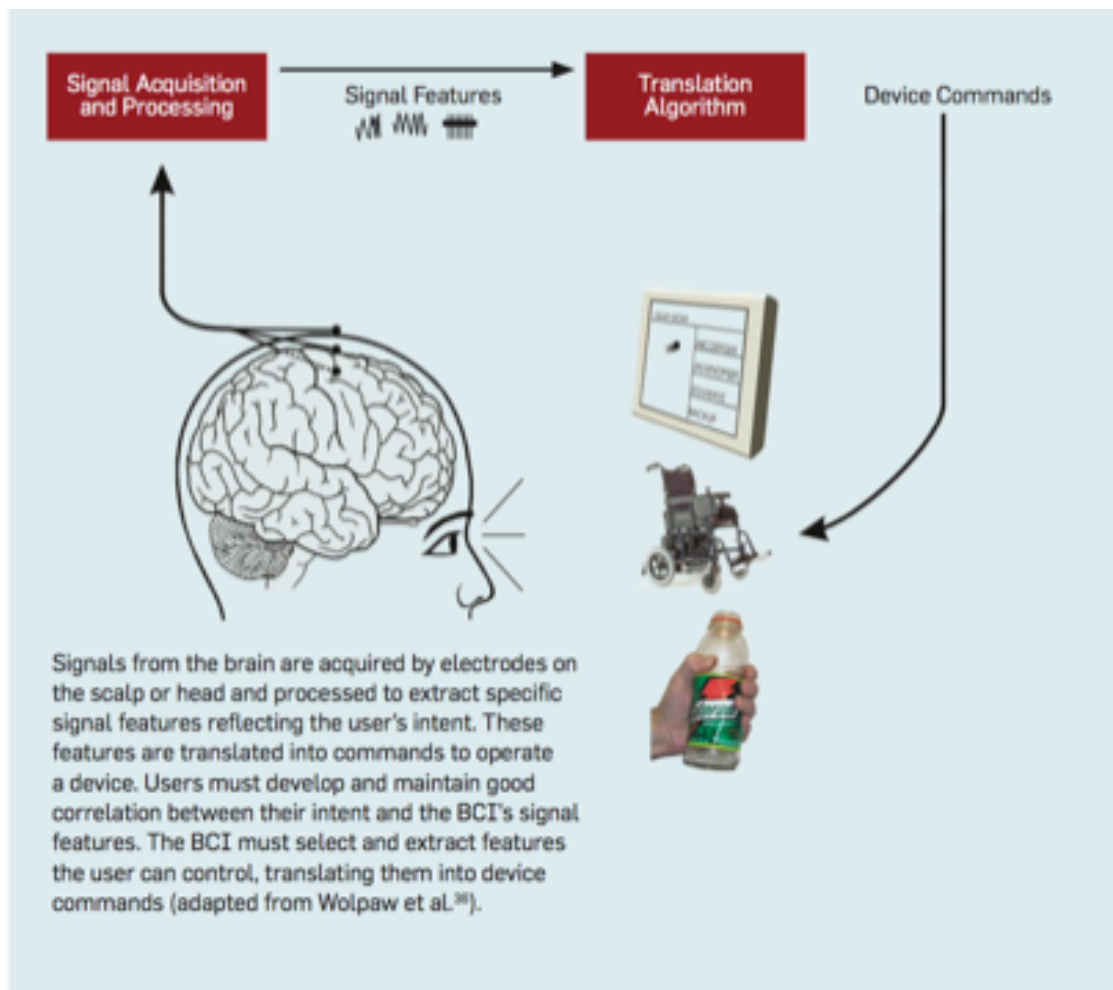 Signal Acquisition
and Processing
Signal Features
Translation
Algorithm
Device Commands
Signals from the brain are acquired by electrodes on
the scalp or head and processed to extract specific
signal features reflecting the user's intent. These
features are translated into commands to operate
a device. Users must develop and maintain good
correlation between their intent and the BCI's signal
features. The BCI must select and extract features
the user can control, translating them into device
commands (adapted from Wolpaw et al.³⁸).